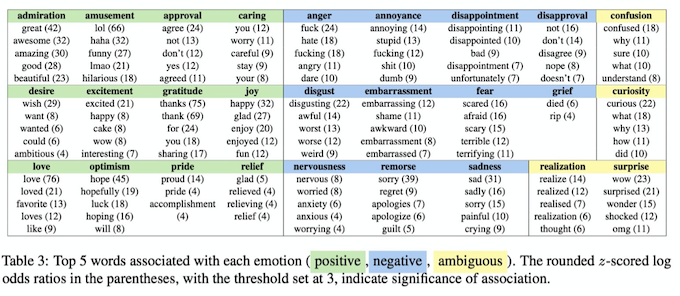 admiration amusement approval caring anger annoyance disappointment disapproval confusion
great (42) lol (66) agree (24) you (12) fuck (24) annoying (14) disappointing (11) not (16) confused (18)
awesome (32) haha (32) not (13) worry (11) hate (18) stupid (13) disappointed (10) don't (14) why (11)
amazing (30) funny (27) don't (12) careful (9) fucking (18) fucking (12) bad (9) disagree (9) sure (10)
good (28) lmao (21) yes (12) stay (9) angry (11) shit (10) disappointment (7) nope (8) what (10)
beautiful (23) hilarious (18) agreed (11) your (8) dare (10) dumb (9) unfortunately (7) doesn't (7) understand (8)
desire excitement gratitude joy disgust embarrassment fear grief curiosity
wish (29) excited (21) thanks (75) happy (32) disgusting (22) embarrassing (12) scared (16) died (6) curious (22)
want (8) happy (8) thank (69) glad (27) awful (14) shame (11) afraid (16) rip (4) what (18)
wanted (6) cake (8) for (24) enjoy (20) worst (13) awkward (10) scary (15) why (13)
could (6) wow (8) you (18) enjoyed (12) worse (12) embarrassment (8) terrible (12) how (11)
ambitious (4) interesting (7) sharing (17) fun (12) weird (9) embarrassed (7) terrifying (11) did (10)
love optimism pride relief nervousness remorse sadness realization surprise
love (76) hope (45) proud (14) glad (5) nervous (8) sorry (39) sad (31) realize (14) wow (23)
loved (21) hopefully (19) pride (4) relieved (4) worried (8) regret (9) sadly (16) realized (12) surprised (21)
favorite (13) luck (18) accomplishment relieving (4) anxiety (6) apologies (7) sorry (15) realised (7) wonder (15)
loves (12) hoping (16) (4) relief (4) anxious (4) apologize (6) painful (10) realization (6) shocked (12)
like (9) will (8) worrying (4) guilt (5) crying (9) thought (6) omg (11)
Table 3: Top 5 words associated with each emotion ( positive , negative , ambiguous ). The rounded z-scored log
odds ratios in the parentheses, with the threshold set at 3, indicate significance of association.